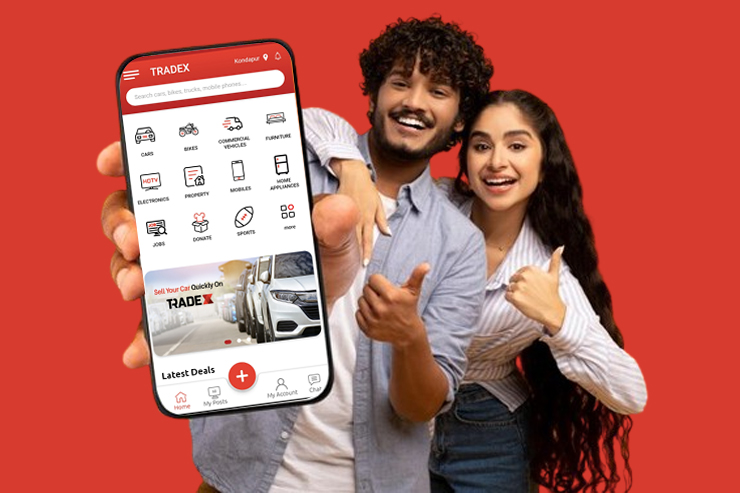 TRADEX
Kondapur
Search cars, bikes, trucks, mobile phones....
CARS
BIKES
COMMERCIAL
VEHICLES
FURNITURE
HDTV
ELECTRONICS
PROPERTY
MOBILES
HOME
APPLIANCES
JOBS
DONATE
SPORTS
more
Sell Your Car Quickly On
TRADEX
Latest Deals
+
Home
My Posts
My Account
Chat